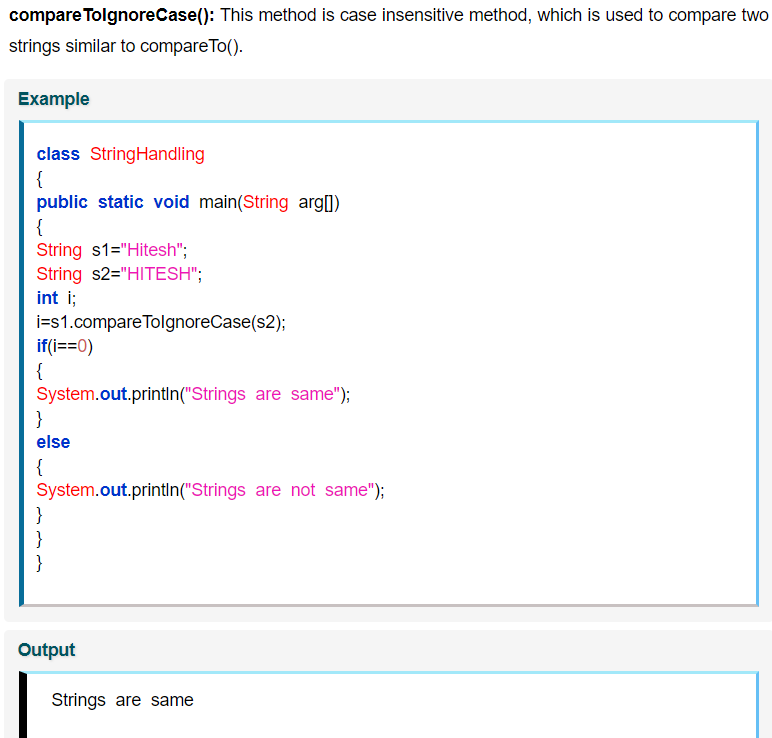 compareToIgnoreCase(): This method is case insensitive method, which is used to compare two
strings similar to compareTo().
Example
class StringHandling
{
public static void main(String arg[])
{
String s1="Hitesh";
String s2="HITESH";
int i;
i=s1.compareToIgnoreCase(s2);
if(i==0)
{
System.out.println("Strings are same");
}
else
{
System.out.println("Strings are not same");
}
}
}
Output
Strings are same